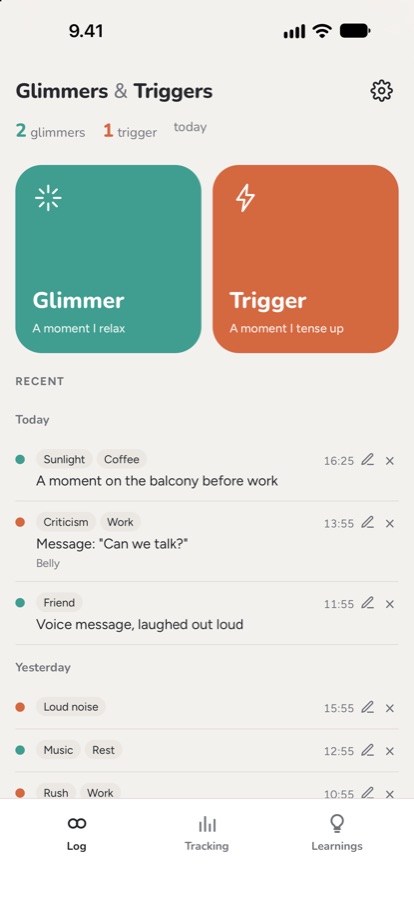 9.41
Glimmers & Triggers
2 glimmers 1 trigger today
Glimmer
A moment I relax
Trigger
A moment I tense up
RECENT
Today
Sunlight Coffee 16:25
A moment on the balcony before work
Criticism Work 13:55
Message: "Can we talk?"
Belly
Friend 11:55
Voice message, laughed out loud
Yesterday
Loud noise 15:55
Music Rest 12:55
Rush Work 10:55
Log Tracking Learnings